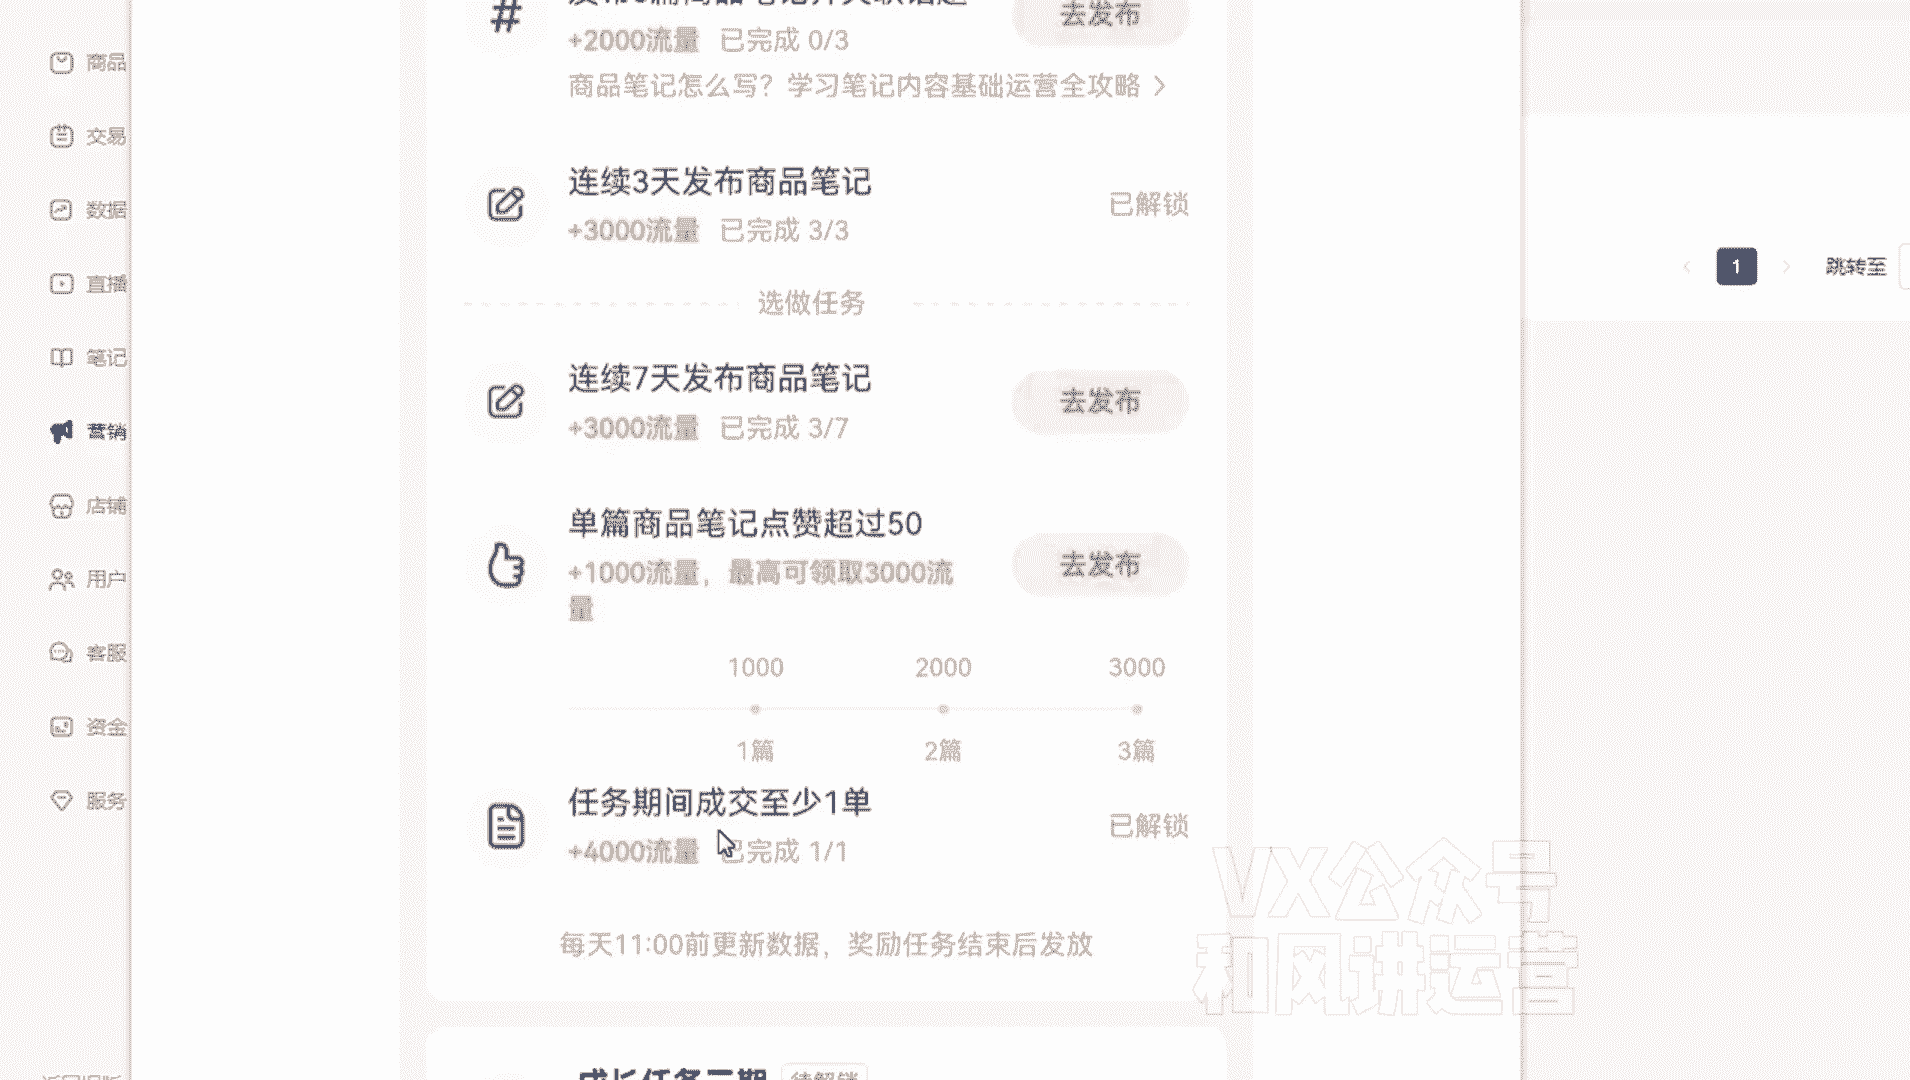 商品
交易
数据
直播
笔记
营销
店铺
用户
客服
资金
服务
去发布
+2000流量 已完成 0/3
商品笔记怎么写？学习笔记内容基础运营全攻略 >
连续3天发布商品笔记
+3000流量 已完成 3/3
已解锁
选做任务
连续7天发布商品笔记
+3000流量 已完成 3/7
去发布
单篇商品笔记点赞超过50
+1000流量，最高可领取3000流
量
去发布
1000 2000 3000
1篇 2篇 3篇
任务期间成交至少1单
+4000流量 已完成 1/1
已解锁
每天11:00前更新数据，奖励任务结束后发放
成长任务二期 待解锁
< 1 > 跳转至
VX公众号
和风讲运营